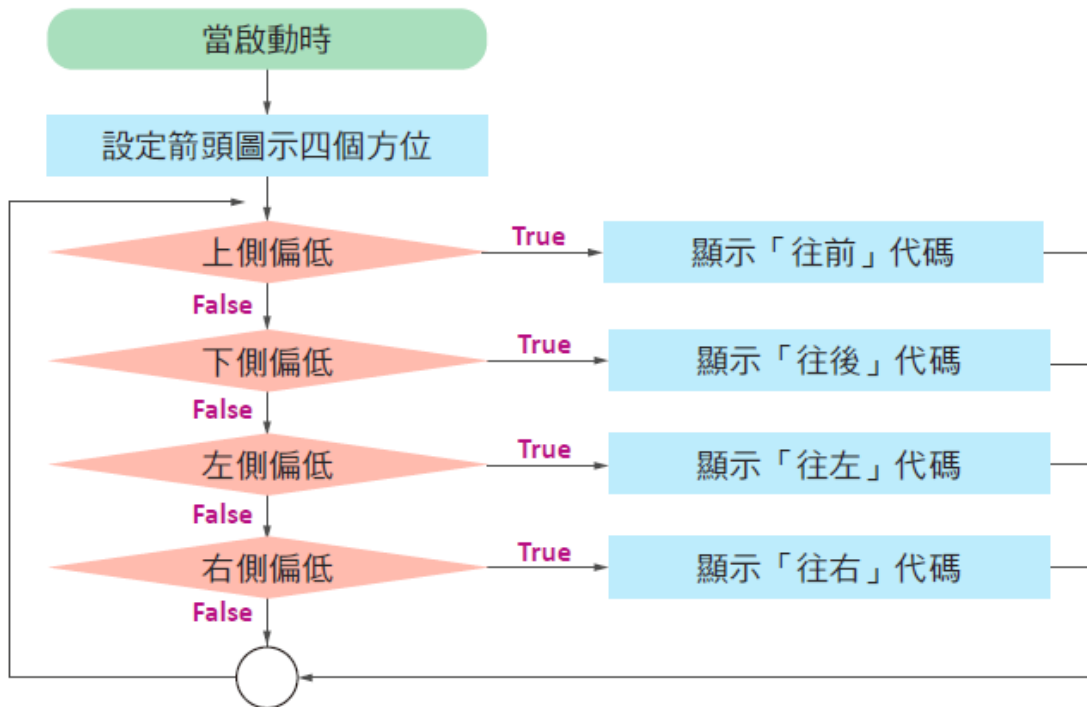 當啟動時
設定箭頭圖示四個方位
上側偏低
True
顯示「往前」代碼
False
下側偏低
True
顯示「往後」代碼
False
左側偏低
True
顯示「往左」代碼
False
右側偏低
True
顯示「往右」代碼
False